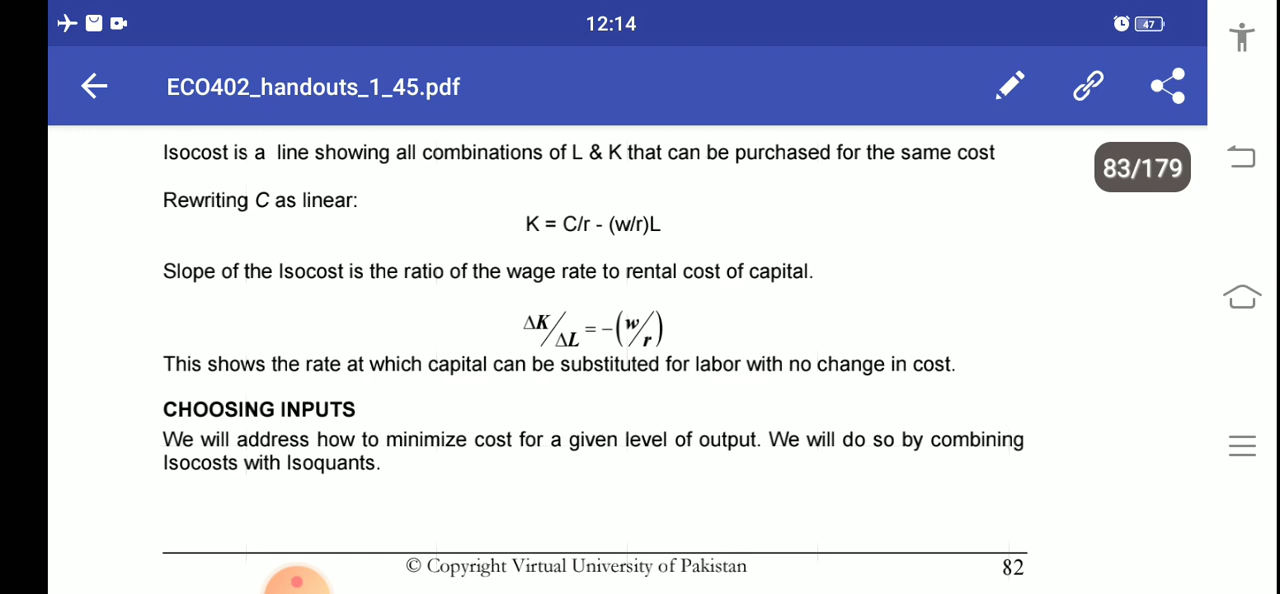 12:14
47
ECO402_handouts_1_45.pdf
Isocost is a line showing all combinations of L & K that can be purchased for the same cost
83/179
Rewriting C as linear:
K = C/r - (w/r)L
Slope of the Isocost is the ratio of the wage rate to rental cost of capital.
ΔK/ΔL = −(w/r)
This shows the rate at which capital can be substituted for labor with no change in cost.
CHOOSING INPUTS
We will address how to minimize cost for a given level of output. We will do so by combining
Isocosts with Isoquants.
© Copyright Virtual University of Pakistan 82